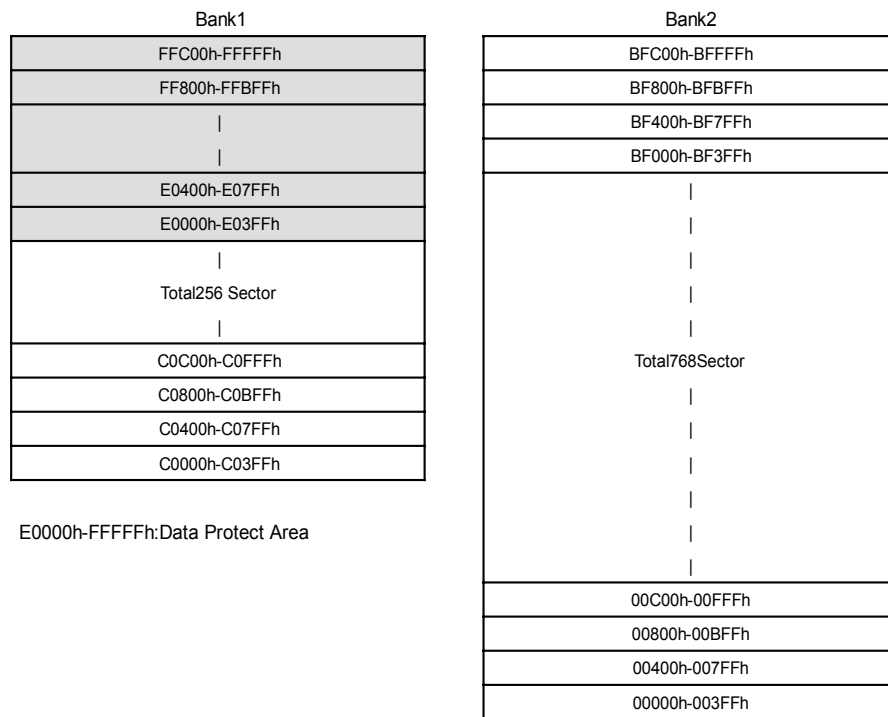 Bank1
FFC00h-FFFFFh
FF800h-FFBFFh
|
|
E0400h-E07FFh
E0000h-E03FFh
|
Total256 Sector
|
C0C00h-C0FFFh
C0800h-C0BFFh
C0400h-C07FFh
C0000h-C03FFh
E0000h-FFFFFh:Data Protect Area
Bank2
BFC00h-BFFFFh
BF800h-BFBFFh
BF400h-BF7FFh
BF000h-BF3FFh
|
|
|
|
|
Total768Sector
|
|
|
|
|
|
00C00h-00FFFh
00800h-00BFFh
00400h-007FFh
00000h-003FFh